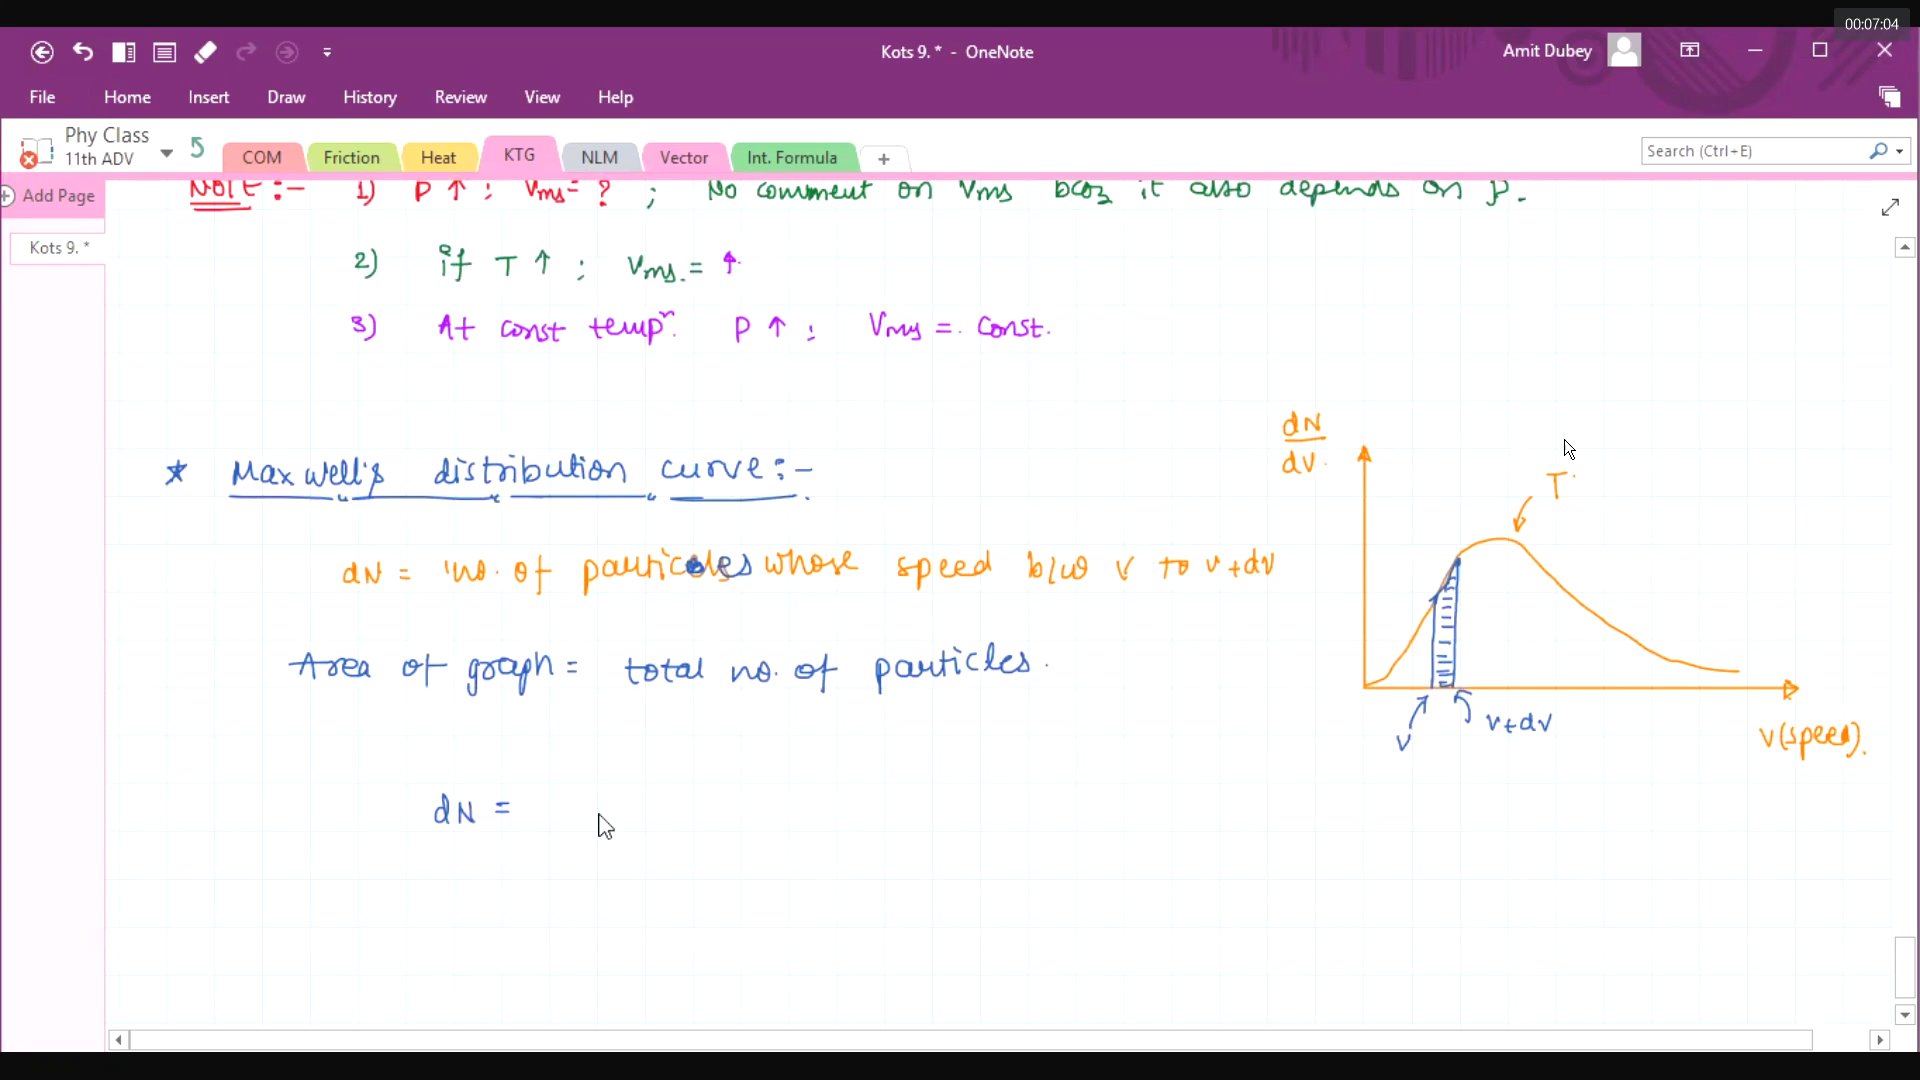 00:07:04
Kots 9.* - OneNote
Amit Dubey
File Home Insert Draw History Review View Help
Phy Class
11th ADV
COM Friction Heat KTG NLM Vector Int. Formula +
Search (Ctrl+E)
Add Page
Kots 9. *
Note :- 1) P ↑ ; Vrms = ? ; No comment on Vrms bcoz it also depends on ρ.
2) if T ↑ ; Vrms. = ↑
3) At const tempr. P ↑ ; Vrms = const.
* Maxwell's distribution curve :-
dN = no. of particles whose speed b/w v to v+dv
Area of graph = total no. of particles.
dN =
dN
dv
T
v
v+dv
v(speed).